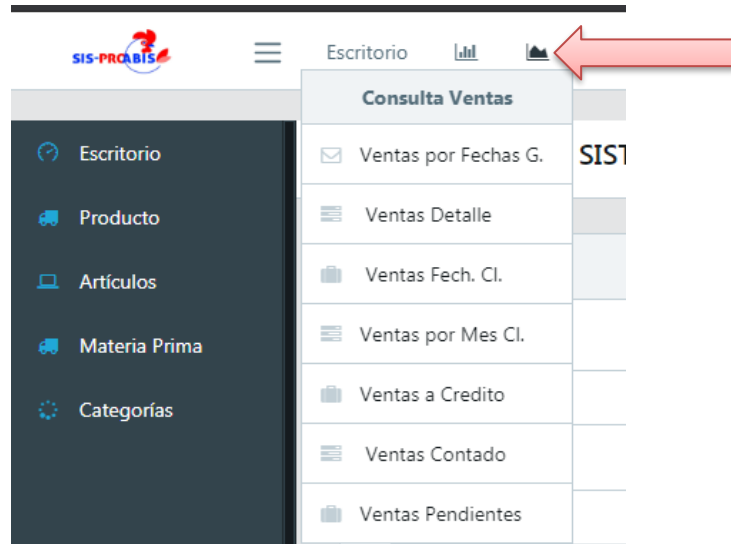 SIS-PROABIS
Escritorio
Consulta Ventas
Ventas por Fechas G.
Ventas Detalle
Ventas Fech. Cl.
Ventas por Mes Cl.
Ventas a Credito
Ventas Contado
Ventas Pendientes
SIST
Escritorio
Producto
Artículos
Materia Prima
Categorías